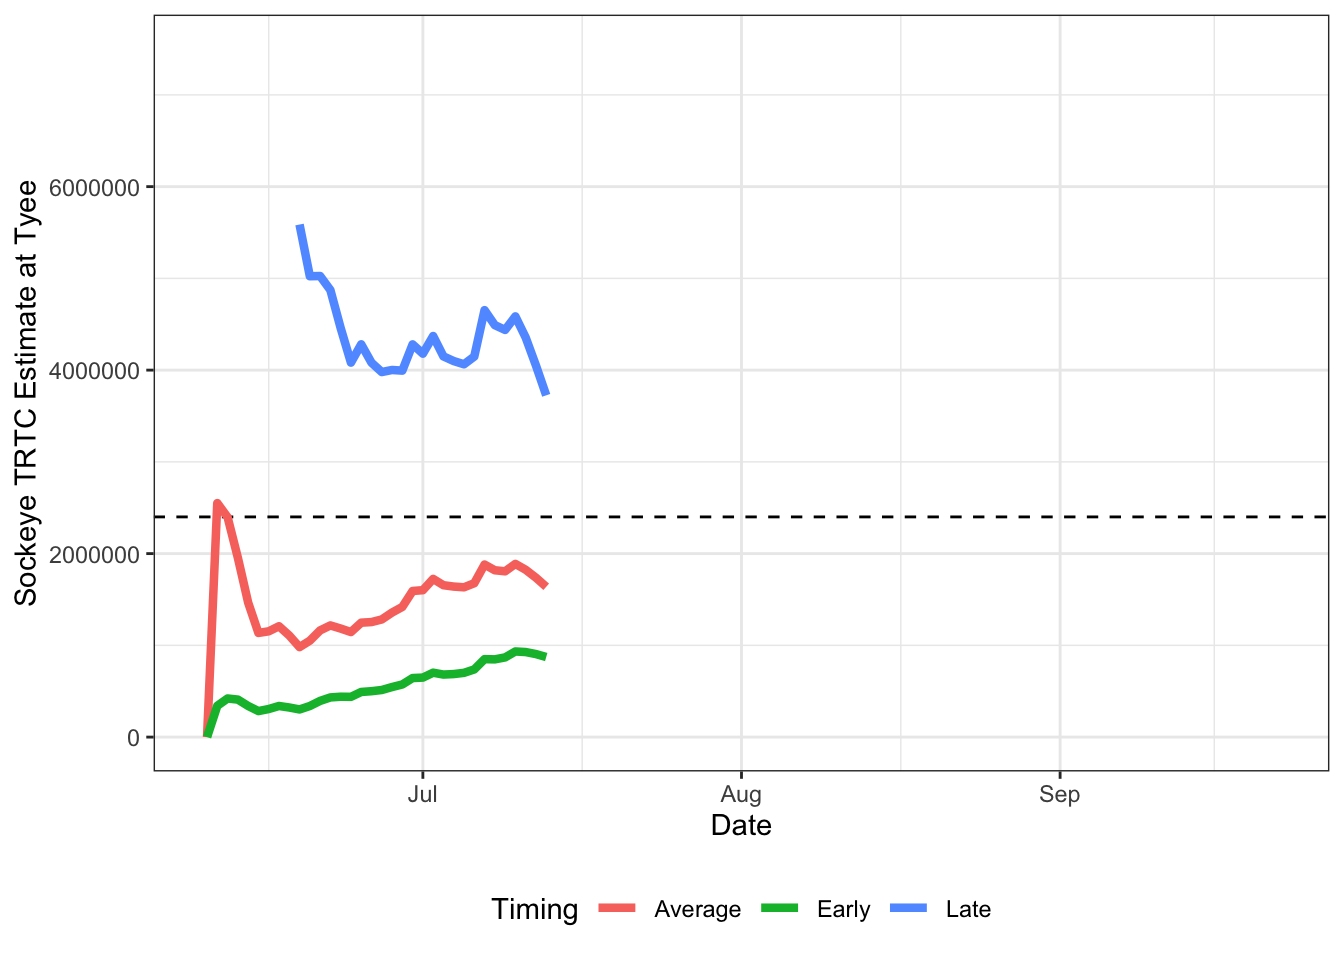 Sockeye TRTC Estimate at Tyee
6000000
4000000
2000000
0
Jul Aug Sep
Date
Timing Average Early Late